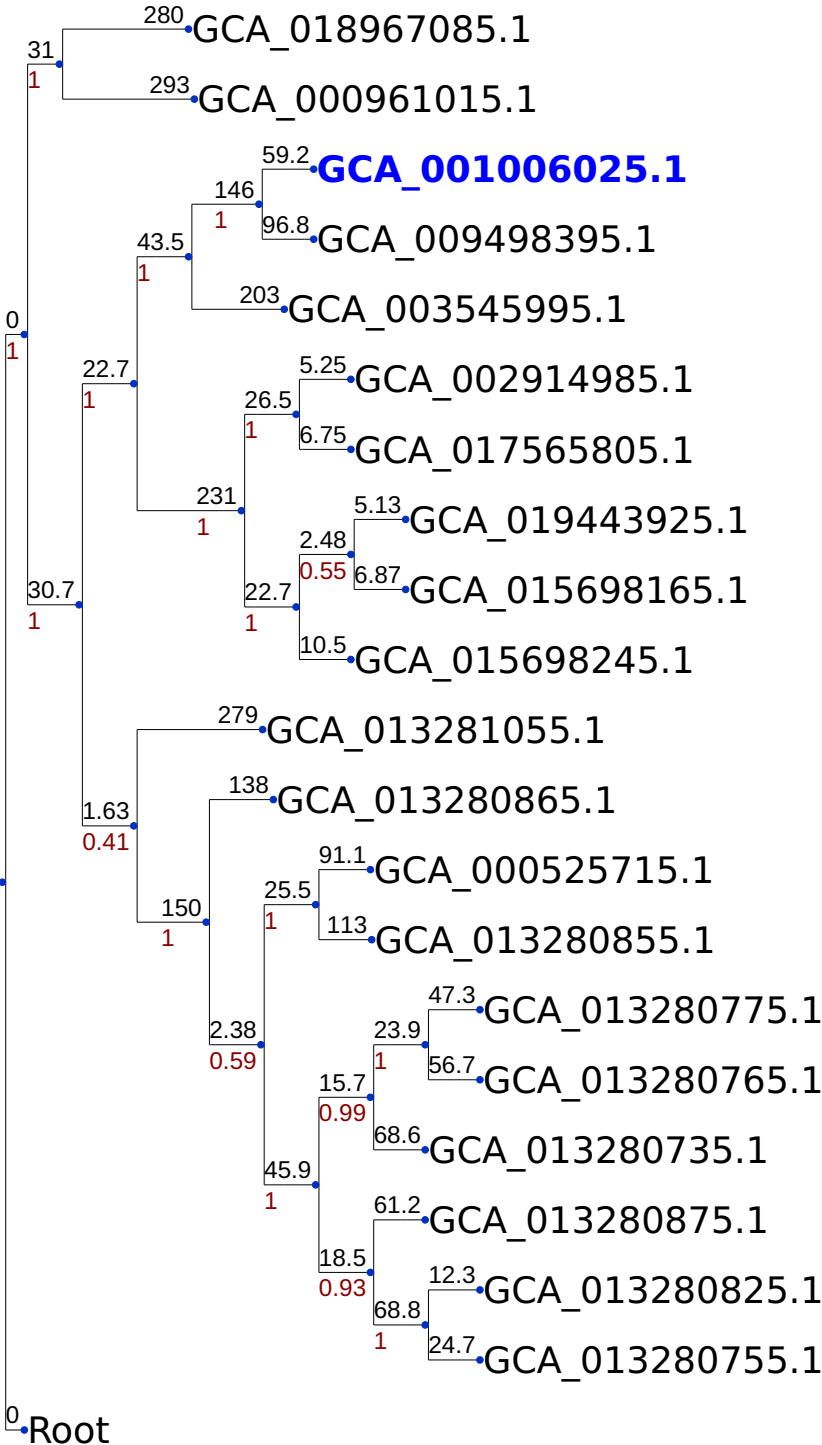 280 GCA_018967085.1
31
1
293 GCA_000961015.1
59.2 GCA_001006025.1
146
1
96.8 GCA_009498395.1
43.5
1
203 GCA_003545995.1
0
1
22.7
1
5.25 GCA_002914985.1
26.5
1
6.75 GCA_017565805.1
231
1
5.13 GCA_019443925.1
2.48
0.55
6.87 GCA_015698165.1
22.7
1
30.7
1
10.5 GCA_015698245.1
279 GCA_013281055.1
138 GCA_013280865.1
1.63
0.41
91.1 GCA_000525715.1
25.5
1
150
1
113 GCA_013280855.1
47.3 GCA_013280775.1
2.38
0.59
23.9
1
56.7 GCA_013280765.1
15.7
0.99
68.6 GCA_013280735.1
45.9
1
61.2 GCA_013280875.1
18.5
0.93
12.3 GCA_013280825.1
68.8
1
24.7 GCA_013280755.1
0 Root